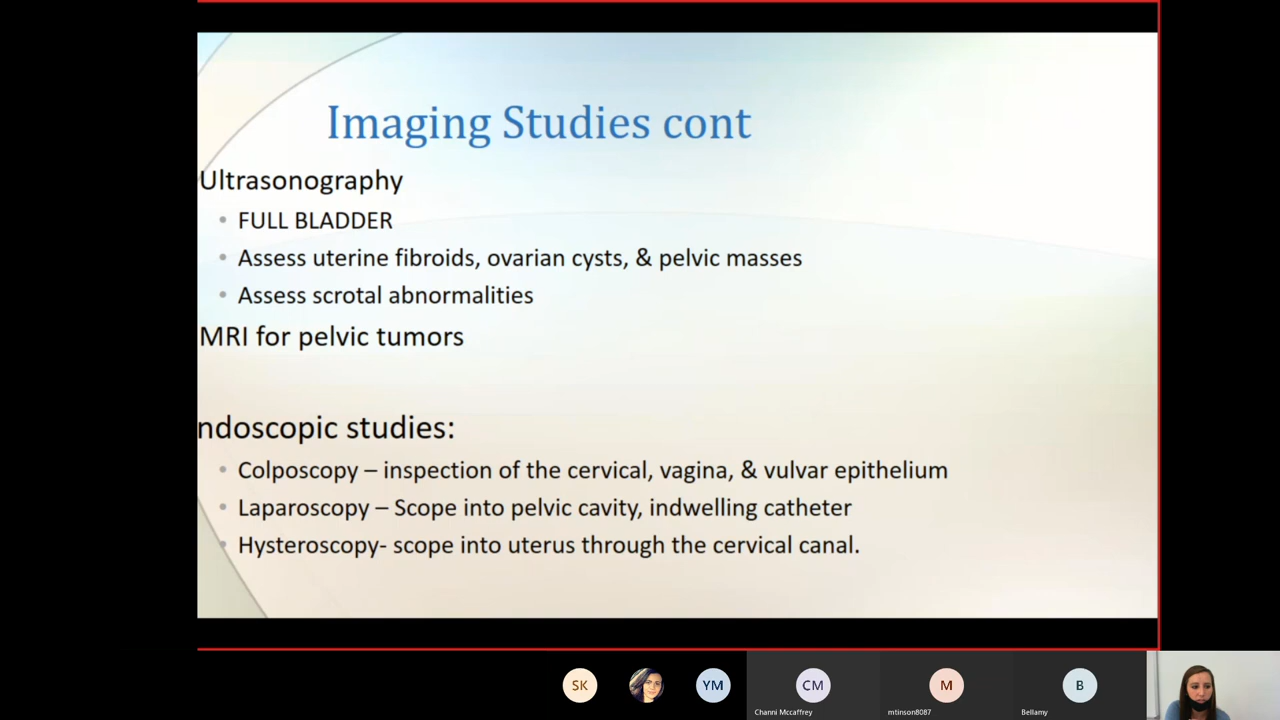 Imaging Studies cont
Ultrasonography
• FULL BLADDER
• Assess uterine fibroids, ovarian cysts, & pelvic masses
• Assess scrotal abnormalities
MRI for pelvic tumors
ndoscopic studies:
• Colposcopy – inspection of the cervical, vagina, & vulvar epithelium
• Laparoscopy – Scope into pelvic cavity, indwelling catheter
• Hysteroscopy- scope into uterus through the cervical canal.
SK YM CM M B
Channi Mccaffrey mtinson8087 Bellamy